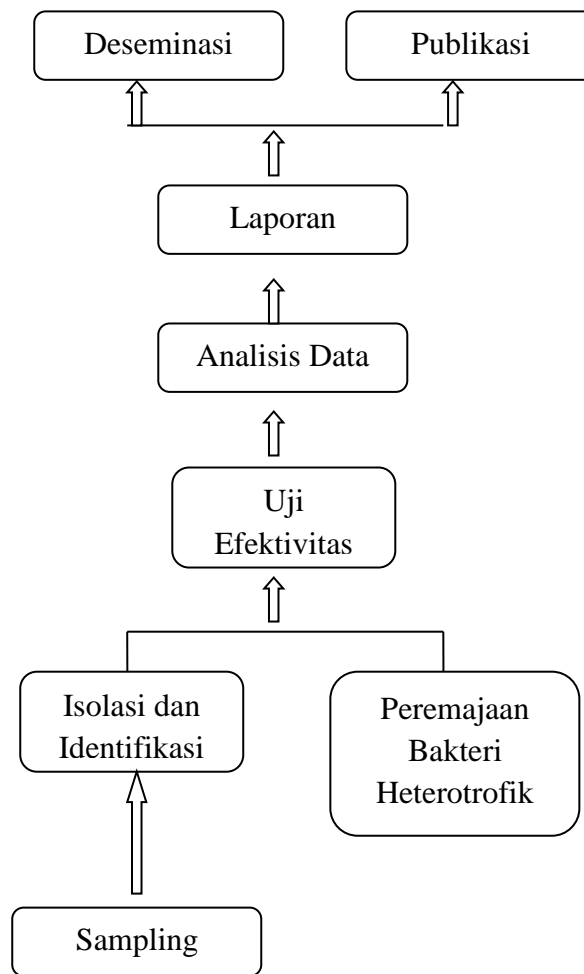 Deseminasi
Publikasi
Laporan
Analisis Data
Uji
Efektivitas
Isolasi dan
Identifikasi
Peremajaan
Bakteri
Heterotrofik
Sampling